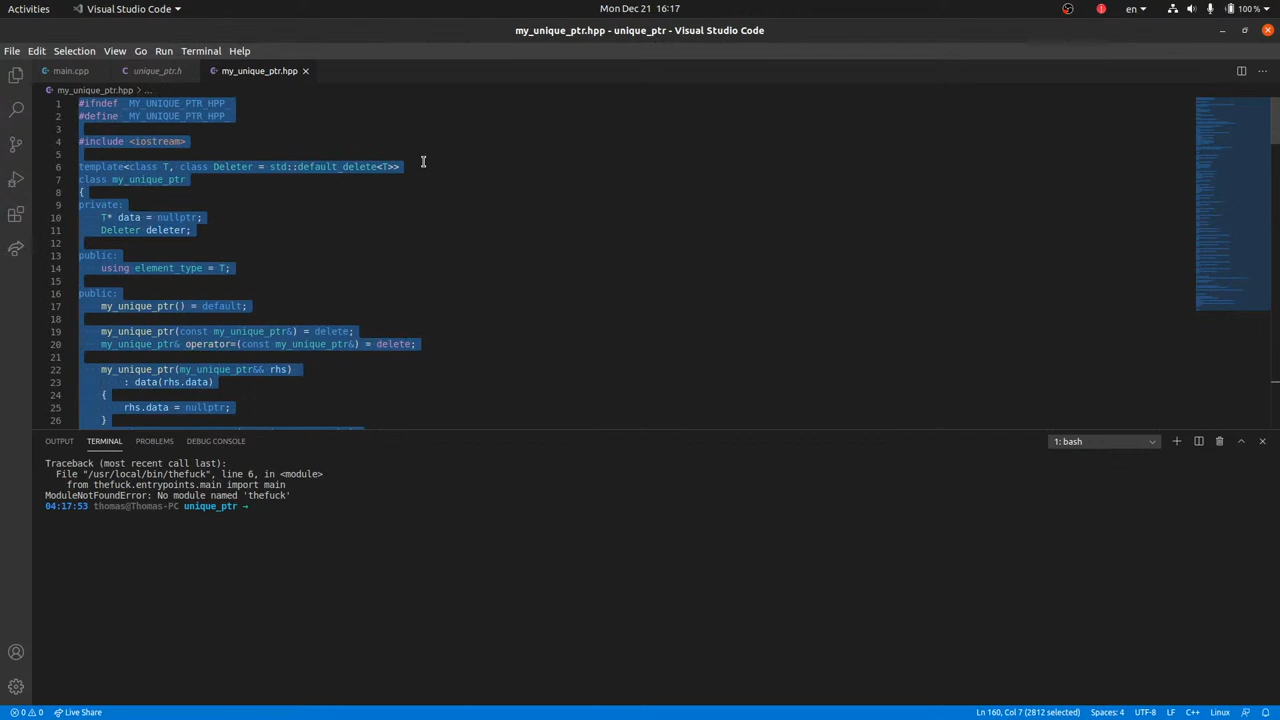 Activities
Visual Studio Code
Mon Dec 21 16:17
en
100 %
my_unique_ptr.hpp - unique_ptr - Visual Studio Code
File Edit Selection View Go Run Terminal Help
main.cpp
unique_ptr.h
my_unique_ptr.hpp
my_unique_ptr.hpp > ...
1 #ifndef _MY_UNIQUE_PTR_HPP_
2 #define _MY_UNIQUE_PTR_HPP_
3
4 #include <iostream>
5
6 template<class T, class Deleter = std::default_delete<T>>
7 class my_unique_ptr
8 {
9 private:
10 T* data = nullptr;
11 Deleter deleter;
12
13 public:
14 using element_type = T;
15
16 public:
17 my_unique_ptr() = default;
18
19 my_unique_ptr(const my_unique_ptr&) = delete;
20 my_unique_ptr& operator=(const my_unique_ptr&) = delete;
21
22 my_unique_ptr(my_unique_ptr&& rhs)
23 : data(rhs.data)
24 {
25 rhs.data = nullptr;
26 }
OUTPUT TERMINAL PROBLEMS DEBUG CONSOLE
1: bash
Traceback (most recent call last):
File "/usr/local/bin/thefuck", line 6, in <module>
from thefuck.entrypoints.main import main
ModuleNotFoundError: No module named 'thefuck'
04:17:53 thomas@Thomas-PC unique_ptr →
0 0 Live Share
Ln 160, Col 7 (2812 selected) Spaces: 4 UTF-8 LF C++ Linux